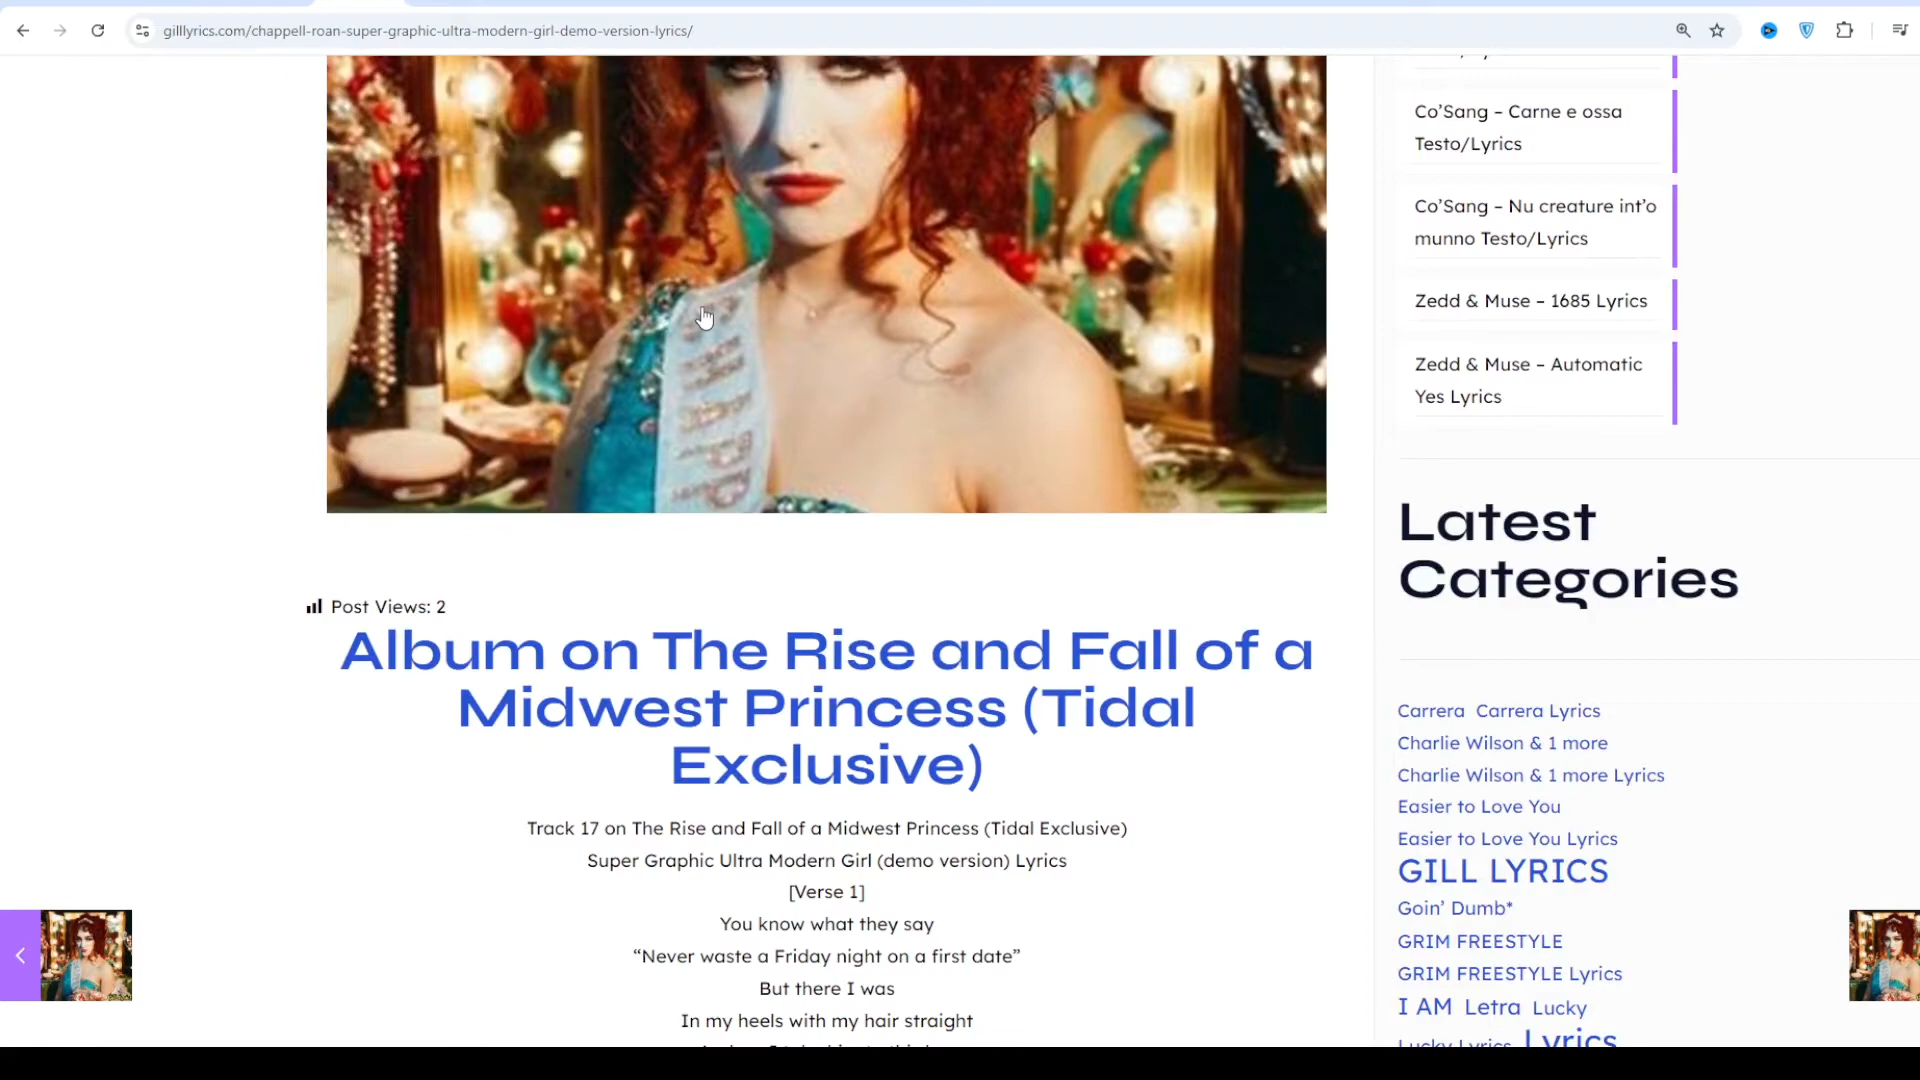 gilllyrics.com/chappell-roan-super-graphic-ultra-modern-girl-demo-version-lyrics/
Co’Sang – Carne e ossa
Testo/Lyrics
Co’Sang – Nu creature int’o
munno Testo/Lyrics
Zedd & Muse – 1685 Lyrics
Zedd & Muse – Automatic
Yes Lyrics
Latest
Categories
Post Views: 2
Album on The Rise and Fall of a
Midwest Princess (Tidal
Exclusive)
Track 17 on The Rise and Fall of a Midwest Princess (Tidal Exclusive)
Super Graphic Ultra Modern Girl (demo version) Lyrics
[Verse 1]
You know what they say
“Never waste a Friday night on a first date”
But there I was
In my heels with my hair straight
Carrera Carrera Lyrics
Charlie Wilson & 1 more
Charlie Wilson & 1 more Lyrics
Easier to Love You
Easier to Love You Lyrics
GILL LYRICS
Goin’ Dumb*
GRIM FREESTYLE
GRIM FREESTYLE Lyrics
I AM Letra Lucky
Lucky Lyrics Lyrics